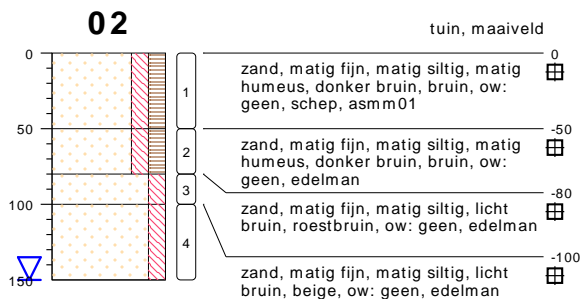 02
tuin, maaiveld
0
0
zand, matig fijn, matig siltig, matig
humeus, donker bruin, bruin, ow:
geen, schep, asmm01
1
50
-50
zand, matig fijn, matig siltig, matig
humeus, donker bruin, bruin, ow:
geen, edelman
2
-80
3
zand, matig fijn, matig siltig, licht
bruin, roestbruin, ow: geen, edelman
100
4
-100
zand, matig fijn, matig siltig, licht
bruin, beige, ow: geen, edelman
150